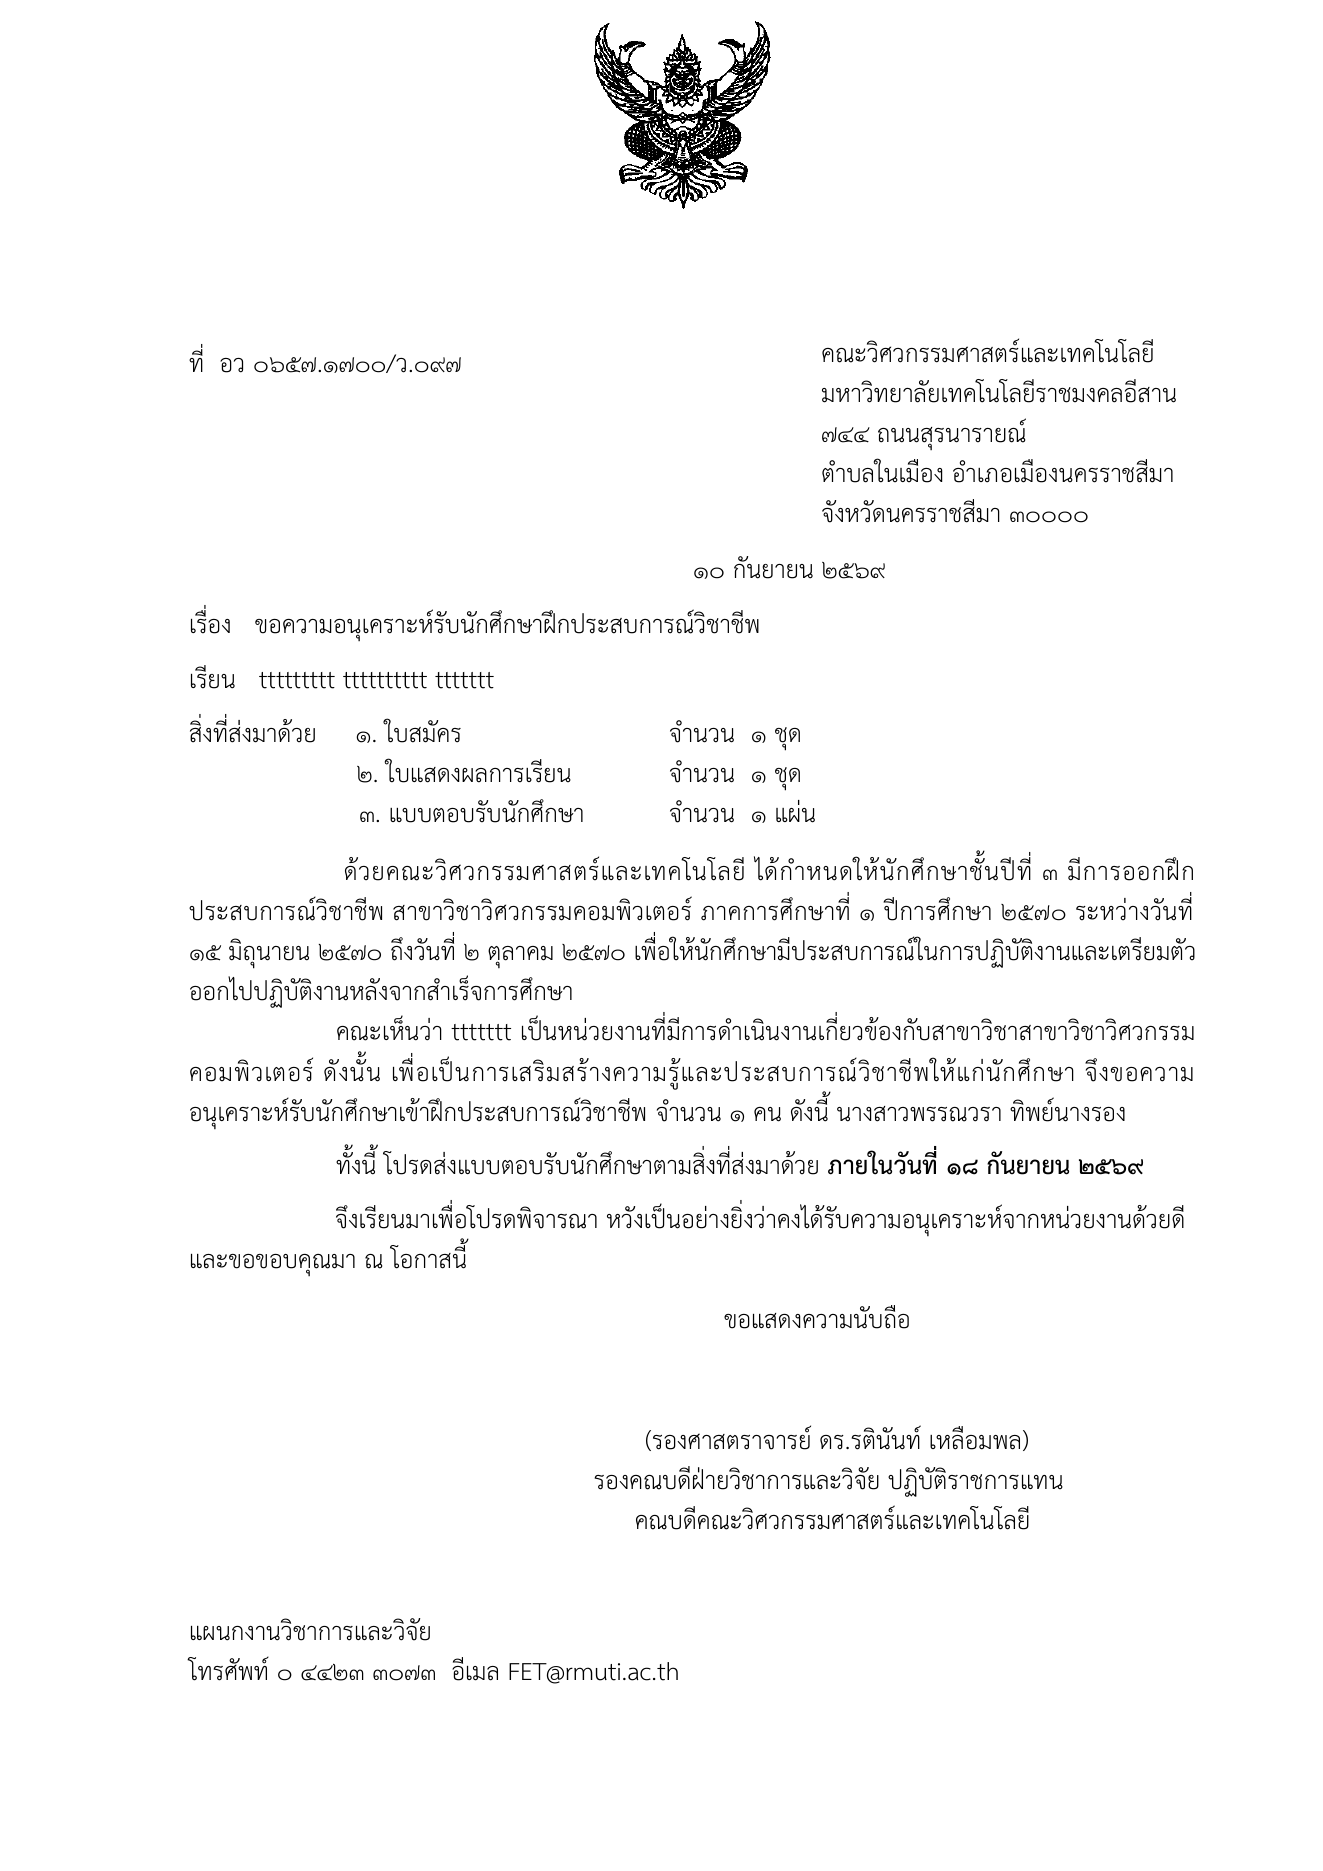 ที่ อว ๐๖๕๗.๑๗๐๐/ว.๐๙๗
คณะวิศวกรรมศาสตร์และเทคโนโลยี
มหาวิทยาลัยเทคโนโลยีราชมงคลอีสาน
๗๔๔ ถนนสุรนารายณ์
ตำบลในเมือง อำเภอเมืองนครราชสีมา
จังหวัดนครราชสีมา ๓๐๐๐๐
๑๐ กันยายน ๒๕๖๙
เรื่อง ขอความอนุเคราะห์รับนักศึกษาฝึกประสบการณ์วิชาชีพ
เรียน ttttttttt tttttttttt ttttttt
สิ่งที่ส่งมาด้วย ๑. ใบสมัคร จำนวน ๑ ชุด
๒. ใบแสดงผลการเรียน จำนวน ๑ ชุด
๓. แบบตอบรับนักศึกษา จำนวน ๑ แผ่น
ด้วยคณะวิศวกรรมศาสตร์และเทคโนโลยี ได้กำหนดให้นักศึกษาชั้นปีที่ ๓ มีการออกฝึก
ประสบการณ์วิชาชีพ สาขาวิชาวิศวกรรมคอมพิวเตอร์ ภาคการศึกษาที่ ๑ ปีการศึกษา ๒๕๗๐ ระหว่างวันที่
๑๕ มิถุนายน ๒๕๗๐ ถึงวันที่ ๒ ตุลาคม ๒๕๗๐ เพื่อให้นักศึกษามีประสบการณ์ในการปฏิบัติงานและเตรียมตัว
ออกไปปฏิบัติงานหลังจากสำเร็จการศึกษา
คณะเห็นว่า ttttttt เป็นหน่วยงานที่มีการดำเนินงานเกี่ยวข้องกับสาขาวิชาสาขาวิชาวิศวกรรม
คอมพิวเตอร์ ดังนั้น เพื่อเป็นการเสริมสร้างความรู้และประสบการณ์วิชาชีพให้แก่นักศึกษา จึงขอความ
อนุเคราะห์รับนักศึกษาเข้าฝึกประสบการณ์วิชาชีพ จำนวน ๑ คน ดังนี้ นางสาวพรรณวรา ทิพย์นางรอง
ทั้งนี้ โปรดส่งแบบตอบรับนักศึกษาตามสิ่งที่ส่งมาด้วย ภายในวันที่ ๑๘ กันยายน ๒๕๖๙
จึงเรียนมาเพื่อโปรดพิจารณา หวังเป็นอย่างยิ่งว่าคงได้รับความอนุเคราะห์จากหน่วยงานด้วยดี
และขอขอบคุณมา ณ โอกาสนี้
ขอแสดงความนับถือ
(รองศาสตราจารย์ ดร.รตินันท์ เหลือมพล)
รองคณบดีฝ่ายวิชาการและวิจัย ปฏิบัติราชการแทน
คณบดีคณะวิศวกรรมศาสตร์และเทคโนโลยี
แผนกงานวิชาการและวิจัย
โทรศัพท์ ๐ ๔๔๒๓ ๓๐๗๓ อีเมล FET@rmuti.ac.th